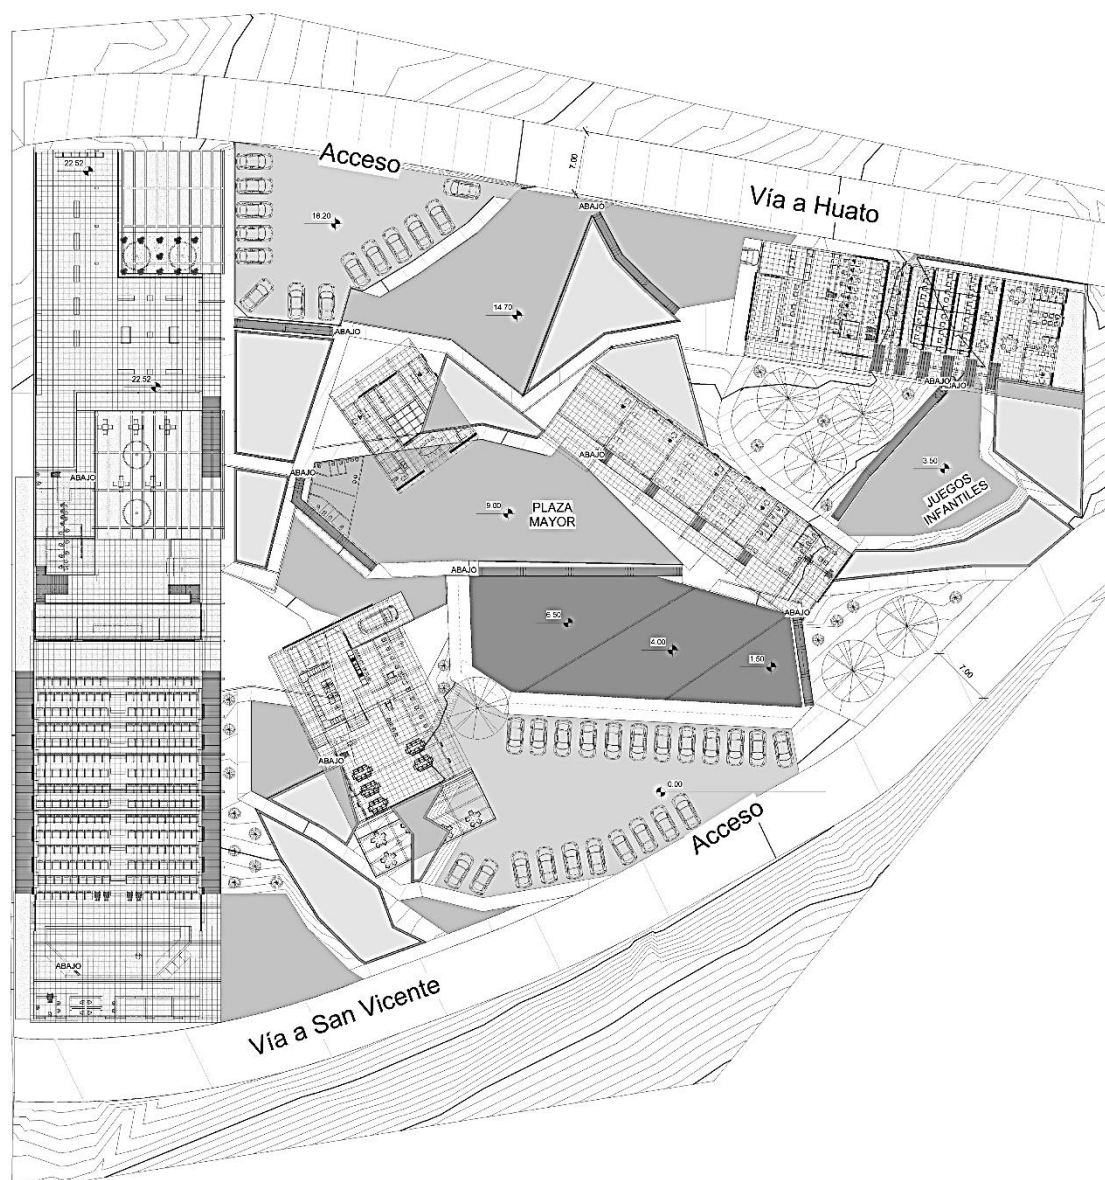 Acceso
7.00
Vía a Huato
22.52
18.20
ABAJO
14.70
ABAJO
22.52
ABAJO
ABAJO
ABAJO
ABAJO
ABAJO
3.50
JUEGOS
INFANTILES
9.00
PLAZA
MAYOR
ABAJO
ABAJO
6.50
4.00
1.50
7.00
ABAJO
0.00
Acceso
ABAJO
Vía a San Vicente